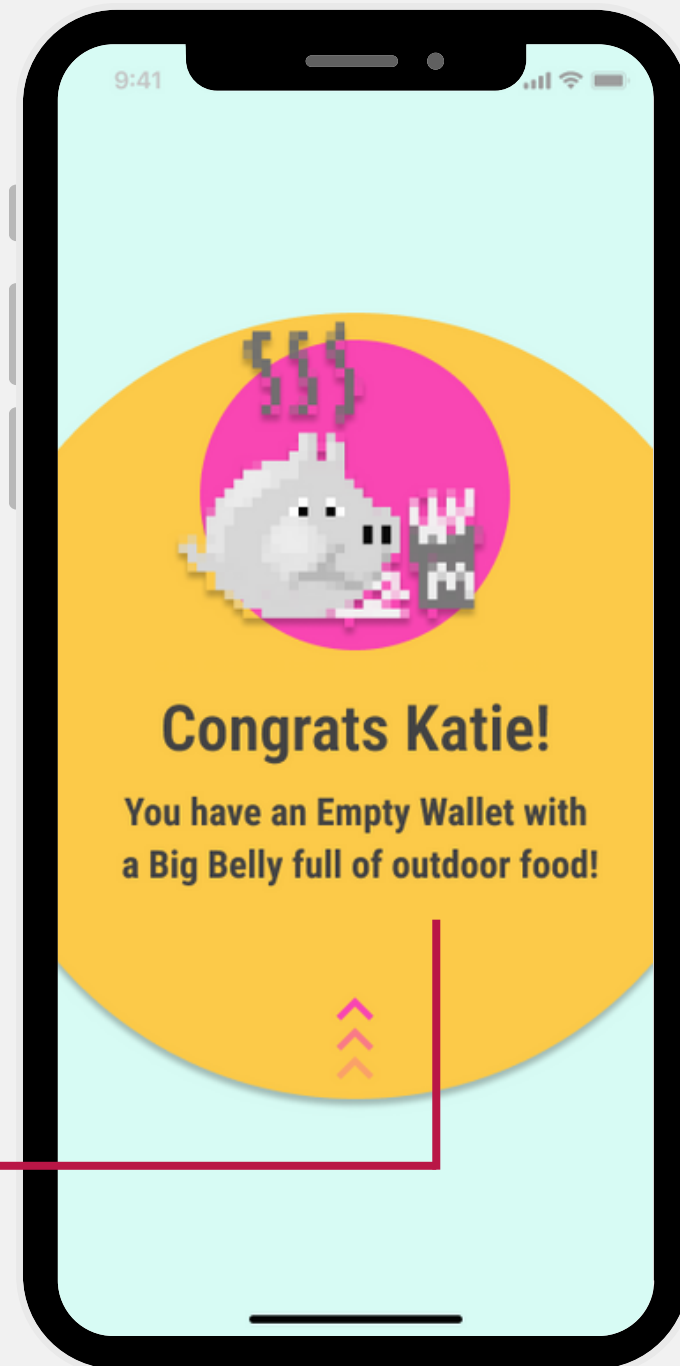 9:41
Congrats Katie!
You have an Empty Wallet with
a Big Belly full of outdoor food!